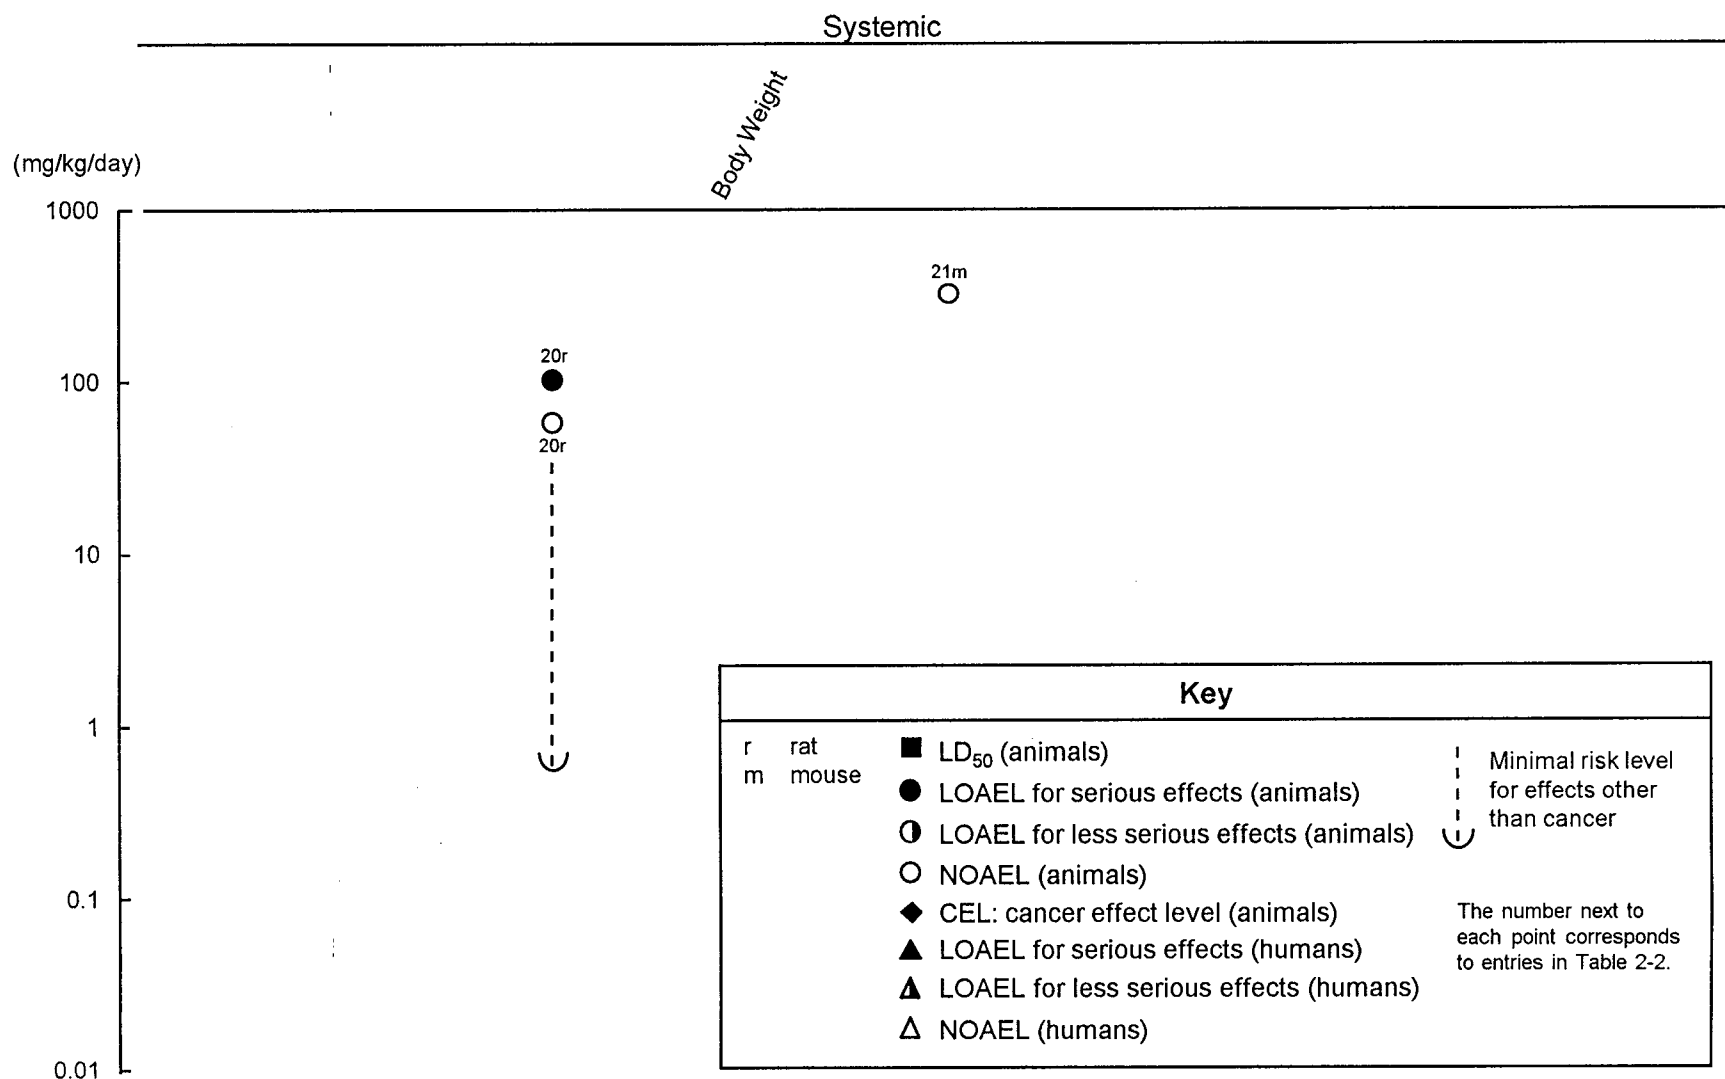 Systemic
Body Weight
(mg/kg/day)
1000
21m
20r
100
20r
10
1
0.1
0.01
Key
r rat
m mouse
LD50 (animals)
LOAEL for serious effects (animals)
LOAEL for less serious effects (animals)
NOAEL (animals)
CEL: cancer effect level (animals)
LOAEL for serious effects (humans)
LOAEL for less serious effects (humans)
NOAEL (humans)
Minimal risk level
for effects other
than cancer
The number next to
each point corresponds
to entries in Table 2-2.